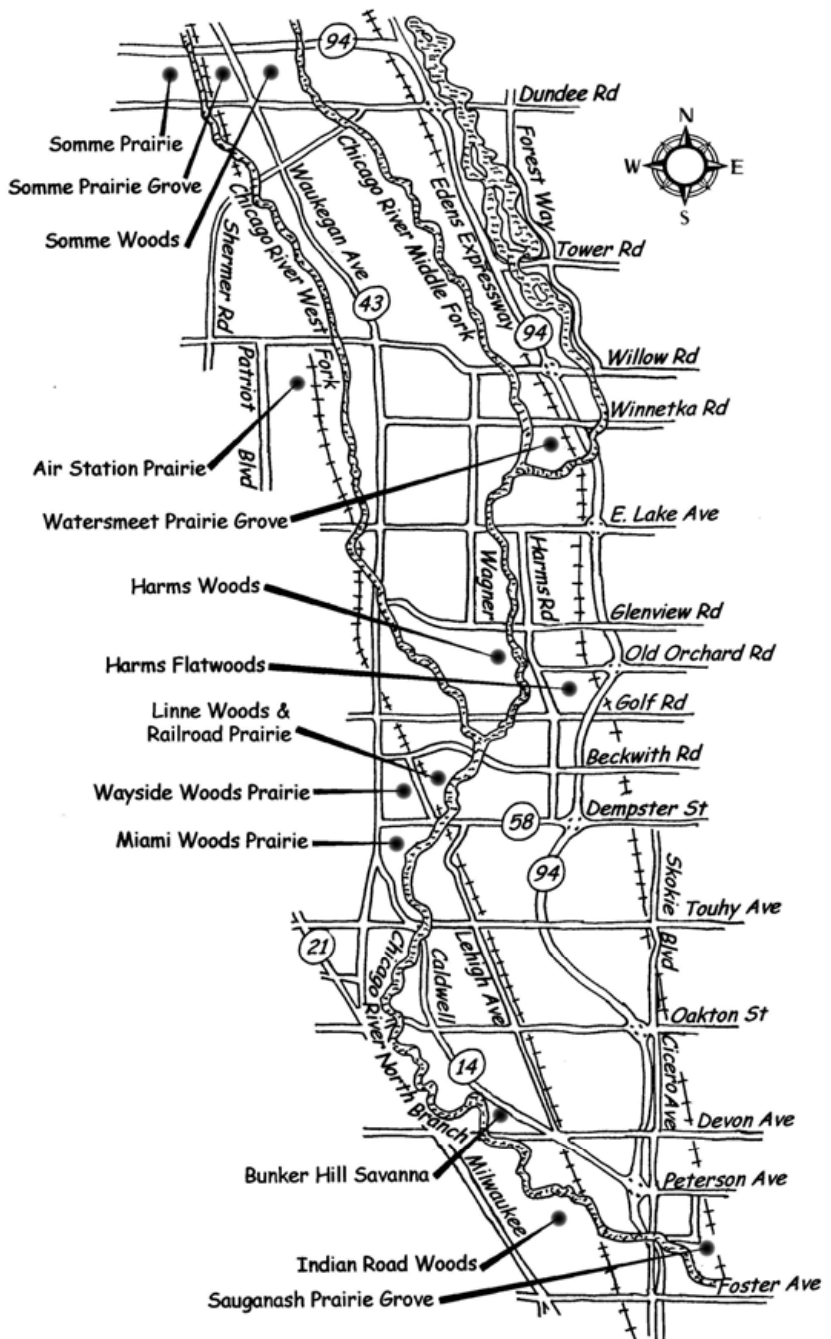 94
Dundee Rd
Somme Prairie
Somme Prairie Grove
Somme Woods
N
W
E
S
Forest Way
Tower Rd
Chicago River West Fork
Waukegan Ave
Chicago River Middle Fork
Edens Expressway
Shermer Rd
43
94
Willow Rd
Patriot Blvd
Winnetka Rd
Air Station Prairie
Watersmeet Prairie Grove
E. Lake Ave
Wagner
Harms Rd
Harms Woods
Glenview Rd
Harms Flatwoods
Old Orchard Rd
Golf Rd
Linne Woods &
Railroad Prairie
Beckwith Rd
Wayside Woods Prairie
58
Dempster St
Miami Woods Prairie
94
Skokie Blvd
Touhy Ave
21
Chicago River North Branch
Caldwell
Lehigh Ave
Oakton St
Cicero Ave
14
Devon Ave
Bunker Hill Savanna
Milwaukee
Peterson Ave
Indian Road Woods
Sauganash Prairie Grove
Foster Ave